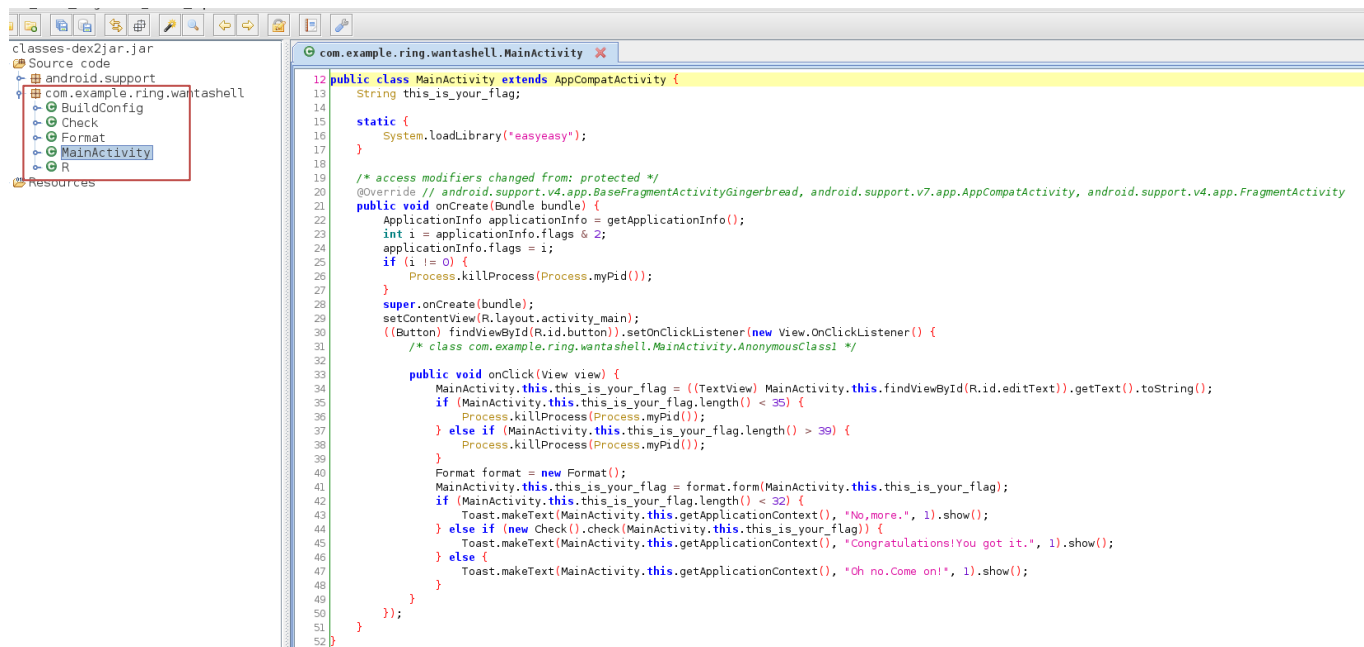 classes-dex2jar.jar
Source code
android.support
com.example.ring.wantashell
BuildConfig
Check
Format
MainActivity
R
Resources
com.example.ring.wantashell.MainActivity
12 public class MainActivity extends AppCompatActivity {
13     String this_is_your_flag;
14
15     static {
16         System.loadLibrary("easyeasy");
17     }
18
19     /* access modifiers changed from: protected */
20     @Override // android.support.v4.app.BaseFragmentActivityGingerbread, android.support.v7.app.AppCompatActivity, android.support.v4.app.FragmentActivity
21     public void onCreate(Bundle bundle) {
22         ApplicationInfo applicationInfo = getApplicationInfo();
23         int i = applicationInfo.flags & 2;
24         applicationInfo.flags = i;
25         if (i != 0) {
26             Process.killProcess(Process.myPid());
27         }
28         super.onCreate(bundle);
29         setContentView(R.layout.activity_main);
30         ((Button) findViewById(R.id.button)).setOnClickListener(new View.OnClickListener() {
31             /* class com.example.ring.wantashell.MainActivity.AnonymousClass1 */
32
33             public void onClick(View view) {
34                 MainActivity.this.this_is_your_flag = ((TextView) MainActivity.this.findViewById(R.id.editText)).getText().toString();
35                 if (MainActivity.this.this_is_your_flag.length() < 35) {
36                     Process.killProcess(Process.myPid());
37                 } else if (MainActivity.this.this_is_your_flag.length() > 39) {
38                     Process.killProcess(Process.myPid());
39                 }
40                 Format format = new Format();
41                 MainActivity.this.this_is_your_flag = format.form(MainActivity.this.this_is_your_flag);
42                 if (MainActivity.this.this_is_your_flag.length() < 32) {
43                     Toast.makeText(MainActivity.this.getApplicationContext(), "No,more.", 1).show();
44                 } else if (new Check().check(MainActivity.this.this_is_your_flag)) {
45                     Toast.makeText(MainActivity.this.getApplicationContext(), "Congratulations!You got it.", 1).show();
46                 } else {
47                     Toast.makeText(MainActivity.this.getApplicationContext(), "Oh no.Come on!", 1).show();
48                 }
49             }
50         });
51     }
52 }